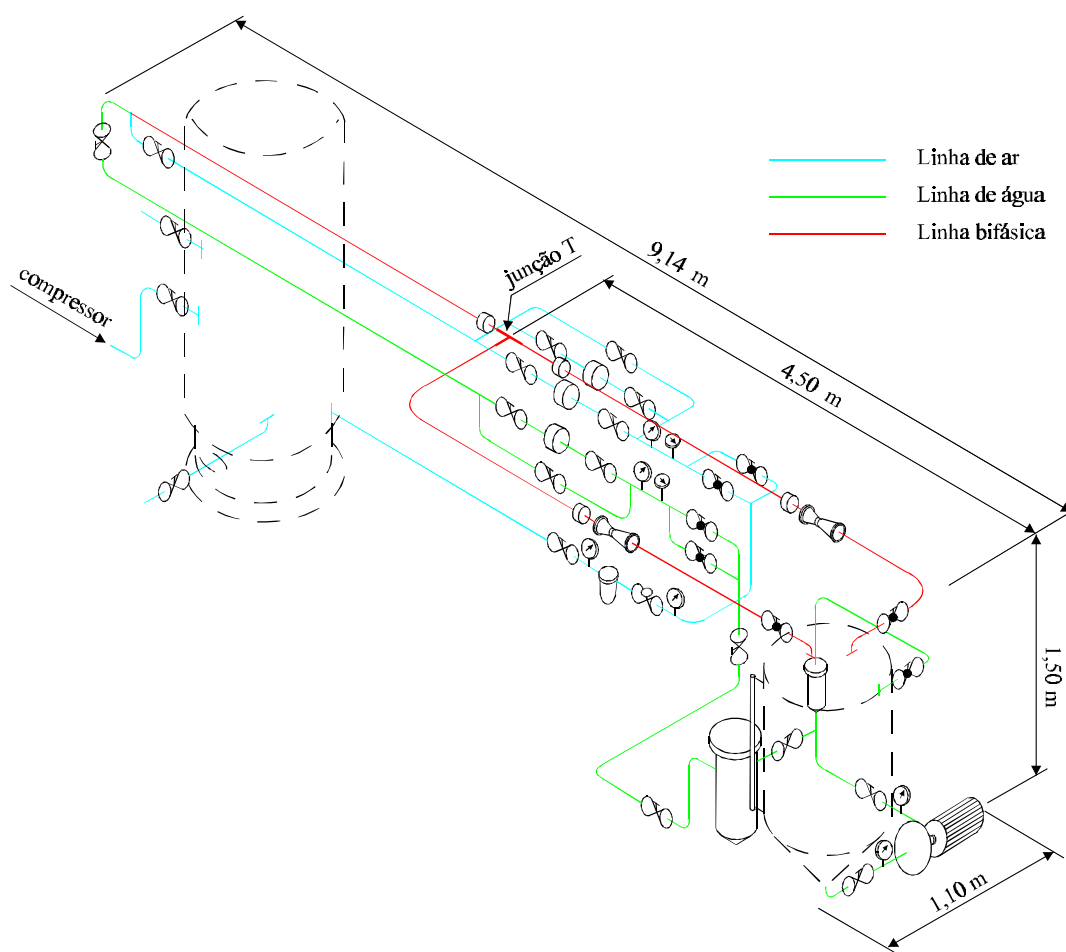 Linha de ar
Linha de água
Linha bifásica
9,14 m
junção T
compressor
4,50 m
1,50 m
1,10 m